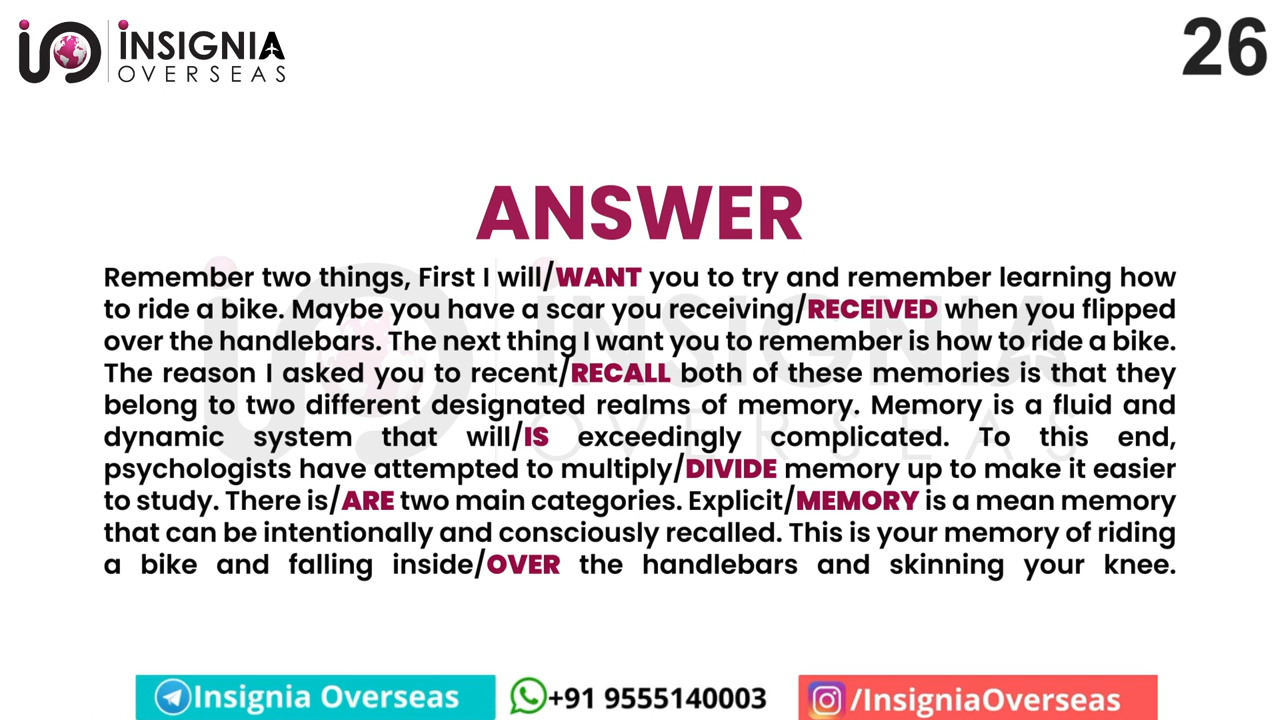 iNSIGNIA
OVERSEAS
26
ANSWER
Remember two things, First I will/WANT you to try and remember learning how
to ride a bike. Maybe you have a scar you receiving/RECEIVED when you flipped
over the handlebars. The next thing I want you to remember is how to ride a bike.
The reason I asked you to recent/RECALL both of these memories is that they
belong to two different designated realms of memory. Memory is a fluid and
dynamic system that will/IS exceedingly complicated. To this end,
psychologists have attempted to multiply/DIVIDE memory up to make it easier
to study. There is/ARE two main categories. Explicit/MEMORY is a mean memory
that can be intentionally and consciously recalled. This is your memory of riding
a bike and falling inside/OVER the handlebars and skinning your knee.
Insignia Overseas +91 9555140003 /InsigniaOverseas